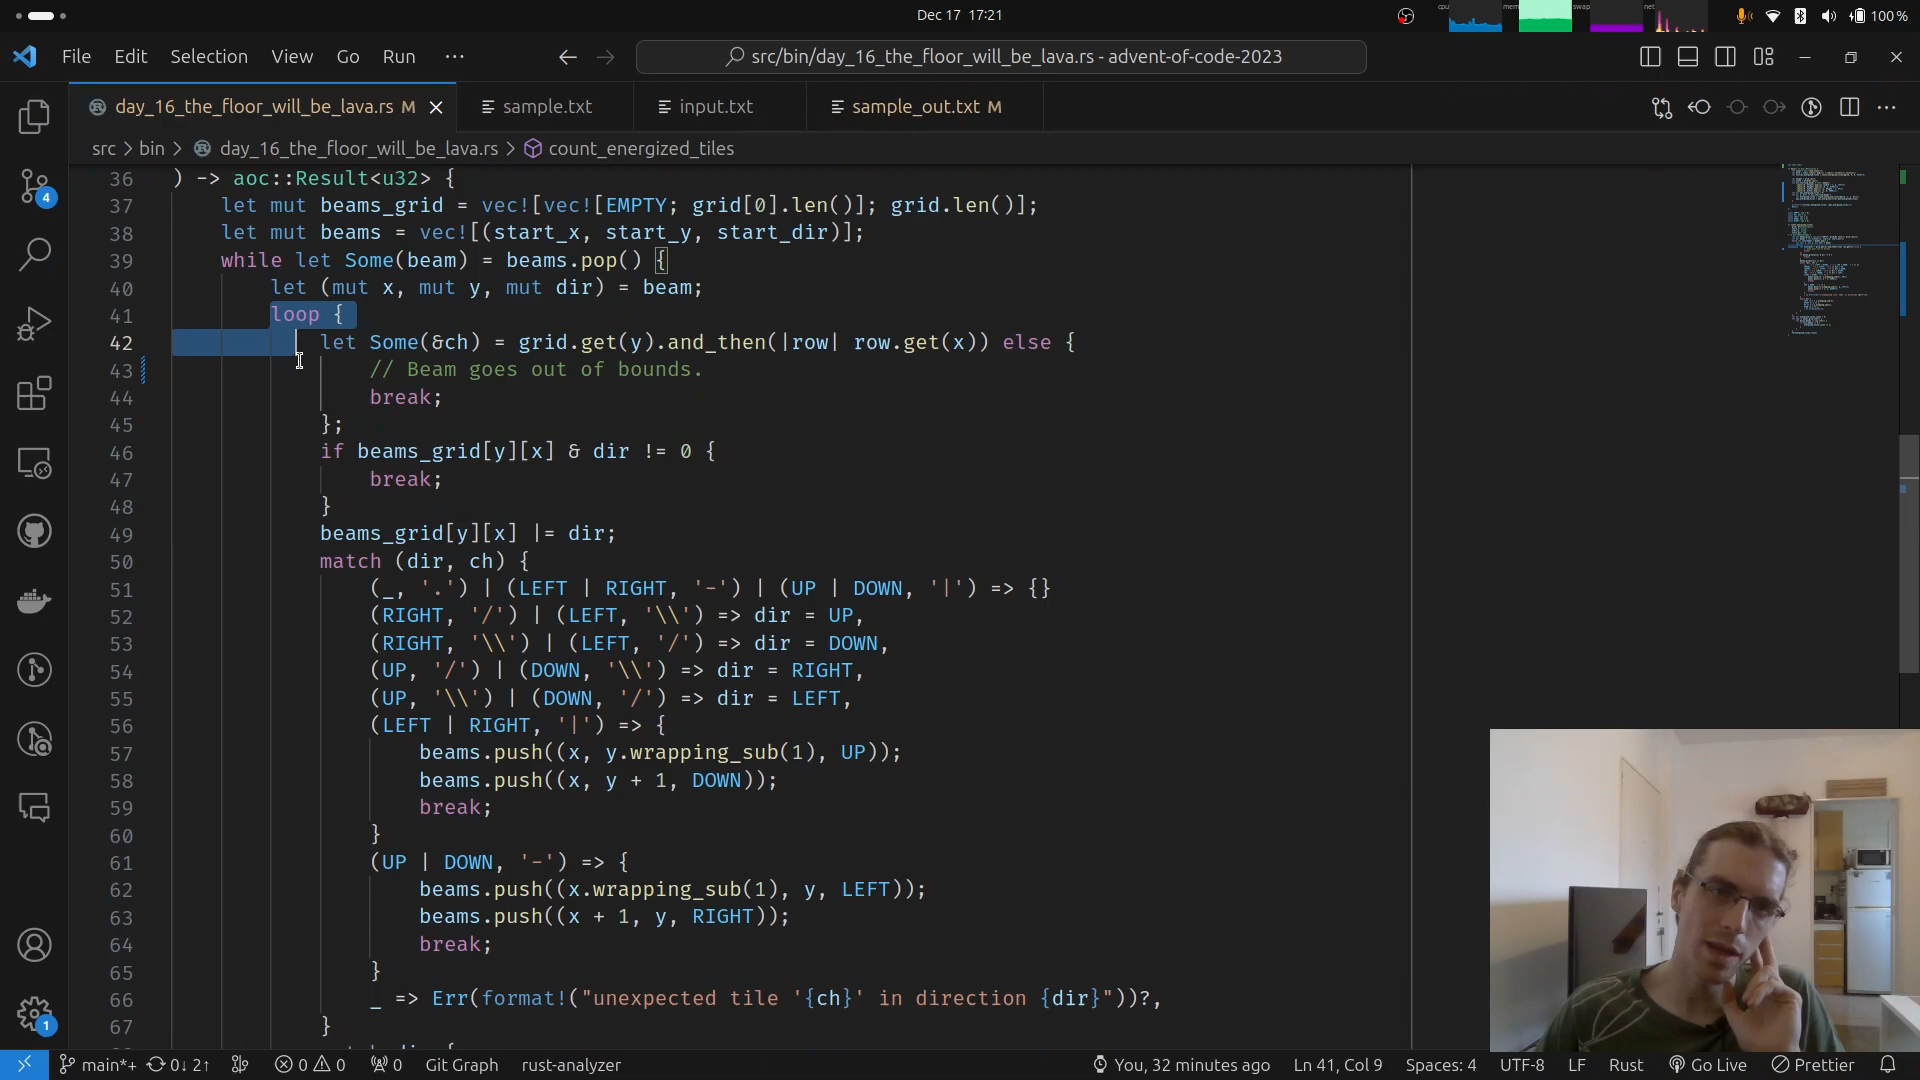 Dec 17 17:21
cpu
mem
swap
net
100 %
File Edit Selection View Go Run ···
src/bin/day_16_the_floor_will_be_lava.rs - advent-of-code-2023
day_16_the_floor_will_be_lava.rs M
sample.txt
input.txt
sample_out.txt M
src > bin > day_16_the_floor_will_be_lava.rs > count_energized_tiles
36 ) -> aoc::Result<u32> {
37 let mut beams_grid = vec![vec![EMPTY; grid[0].len()]; grid.len()];
38 let mut beams = vec![(start_x, start_y, start_dir)];
39 while let Some(beam) = beams.pop() {
40 let (mut x, mut y, mut dir) = beam;
41 loop {
42 let Some(&ch) = grid.get(y).and_then(|row| row.get(x)) else {
43 // Beam goes out of bounds.
44 break;
45 };
46 if beams_grid[y][x] & dir != 0 {
47 break;
48 }
49 beams_grid[y][x] |= dir;
50 match (dir, ch) {
51 (_, '.') | (LEFT | RIGHT, '-') | (UP | DOWN, '|') => {}
52 (RIGHT, '/') | (LEFT, '\\') => dir = UP,
53 (RIGHT, '\\') | (LEFT, '/') => dir = DOWN,
54 (UP, '/') | (DOWN, '\\') => dir = RIGHT,
55 (UP, '\\') | (DOWN, '/') => dir = LEFT,
56 (LEFT | RIGHT, '|') => {
57 beams.push((x, y.wrapping_sub(1), UP));
58 beams.push((x, y + 1, DOWN));
59 break;
60 }
61 (UP | DOWN, '-') => {
62 beams.push((x.wrapping_sub(1), y, LEFT));
63 beams.push((x + 1, y, RIGHT));
64 break;
65 }
66 _ => Err(format!("unexpected tile '{ch}' in direction {dir}"))?,
67 }
4
1
main*+ 0↓ 2↑ 0 0 0 Git Graph rust-analyzer You, 32 minutes ago Ln 41, Col 9 Spaces: 4 UTF-8 LF Rust Go Live Prettier